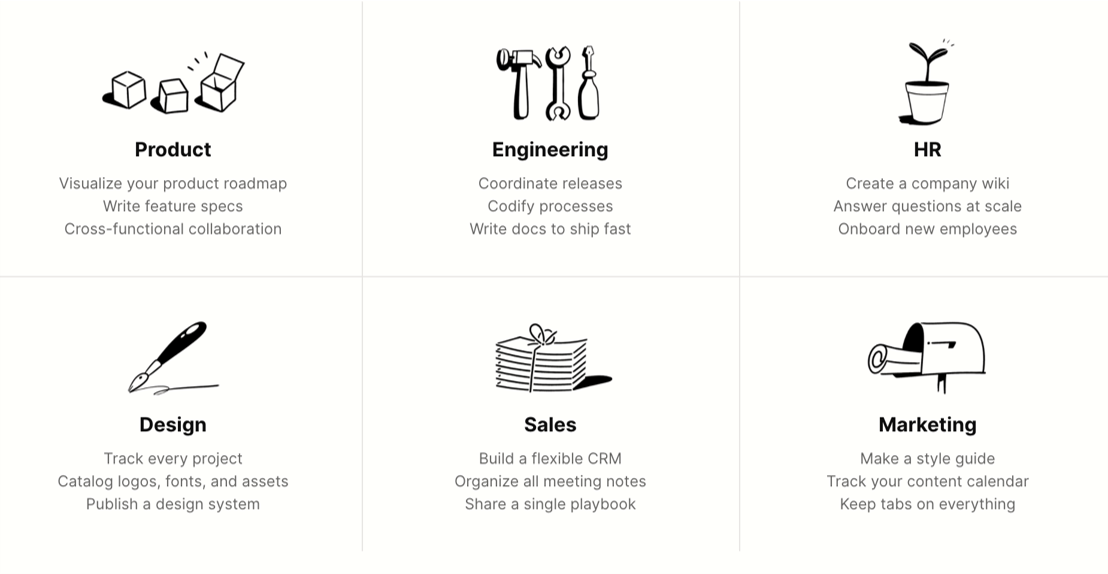 Product
Visualize your product roadmap
Write feature specs
Cross-functional collaboration
Engineering
Coordinate releases
Codify processes
Write docs to ship fast
HR
Create a company wiki
Answer questions at scale
Onboard new employees
Design
Track every project
Catalog logos, fonts, and assets
Publish a design system
Sales
Build a flexible CRM
Organize all meeting notes
Share a single playbook
Marketing
Make a style guide
Track your content calendar
Keep tabs on everything